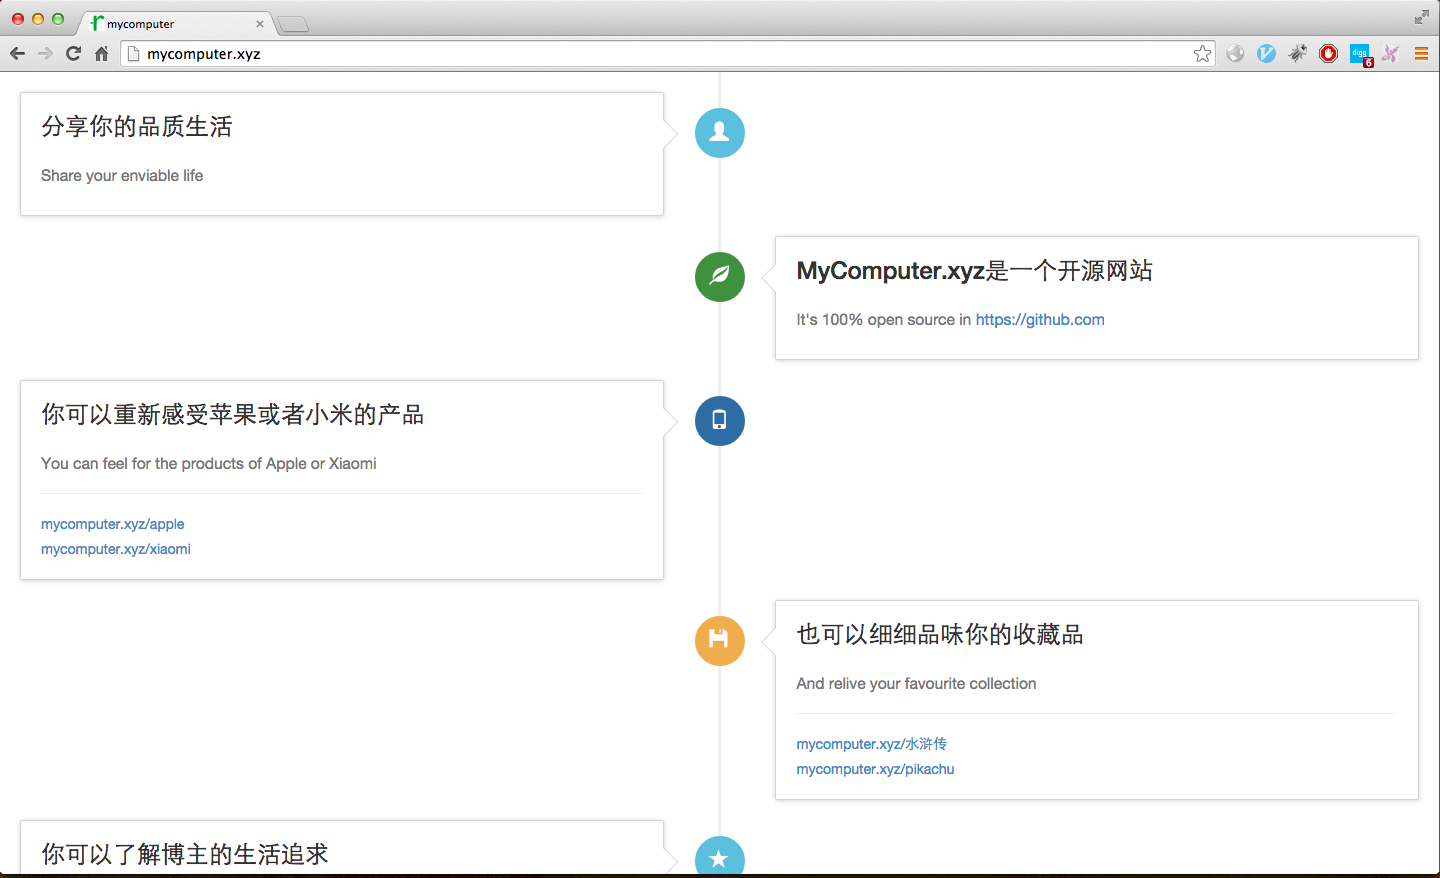 mycomputer
mycomputer.xyz
digg
6
分享你的品质生活
Share your enviable life
MyComputer.xyz是一个开源网站
It's 100% open source in https://github.com
你可以重新感受苹果或者小米的产品
You can feel for the products of Apple or Xiaomi
mycomputer.xyz/apple
mycomputer.xyz/xiaomi
也可以细细品味你的收藏品
And relive your favourite collection
mycomputer.xyz/水浒传
mycomputer.xyz/pikachu
你可以了解博主的生活追求